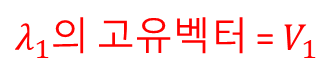 λ₁의 고유벡터 = V₁